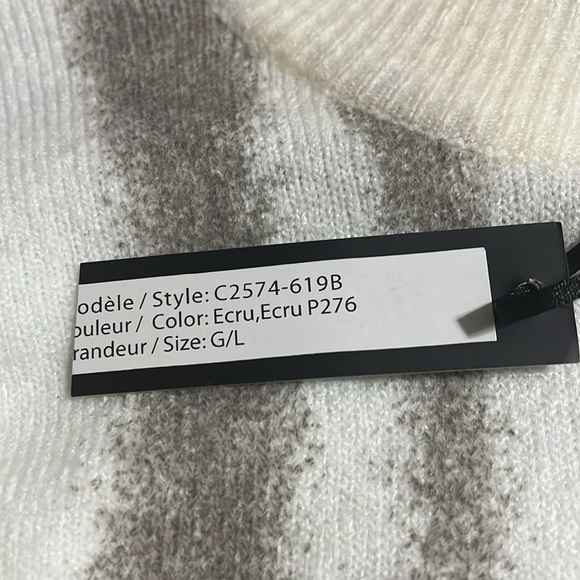 odèle / Style: C2574-619B
ouleur / Color: Ecru,Ecru P276
randeur / Size: G/L